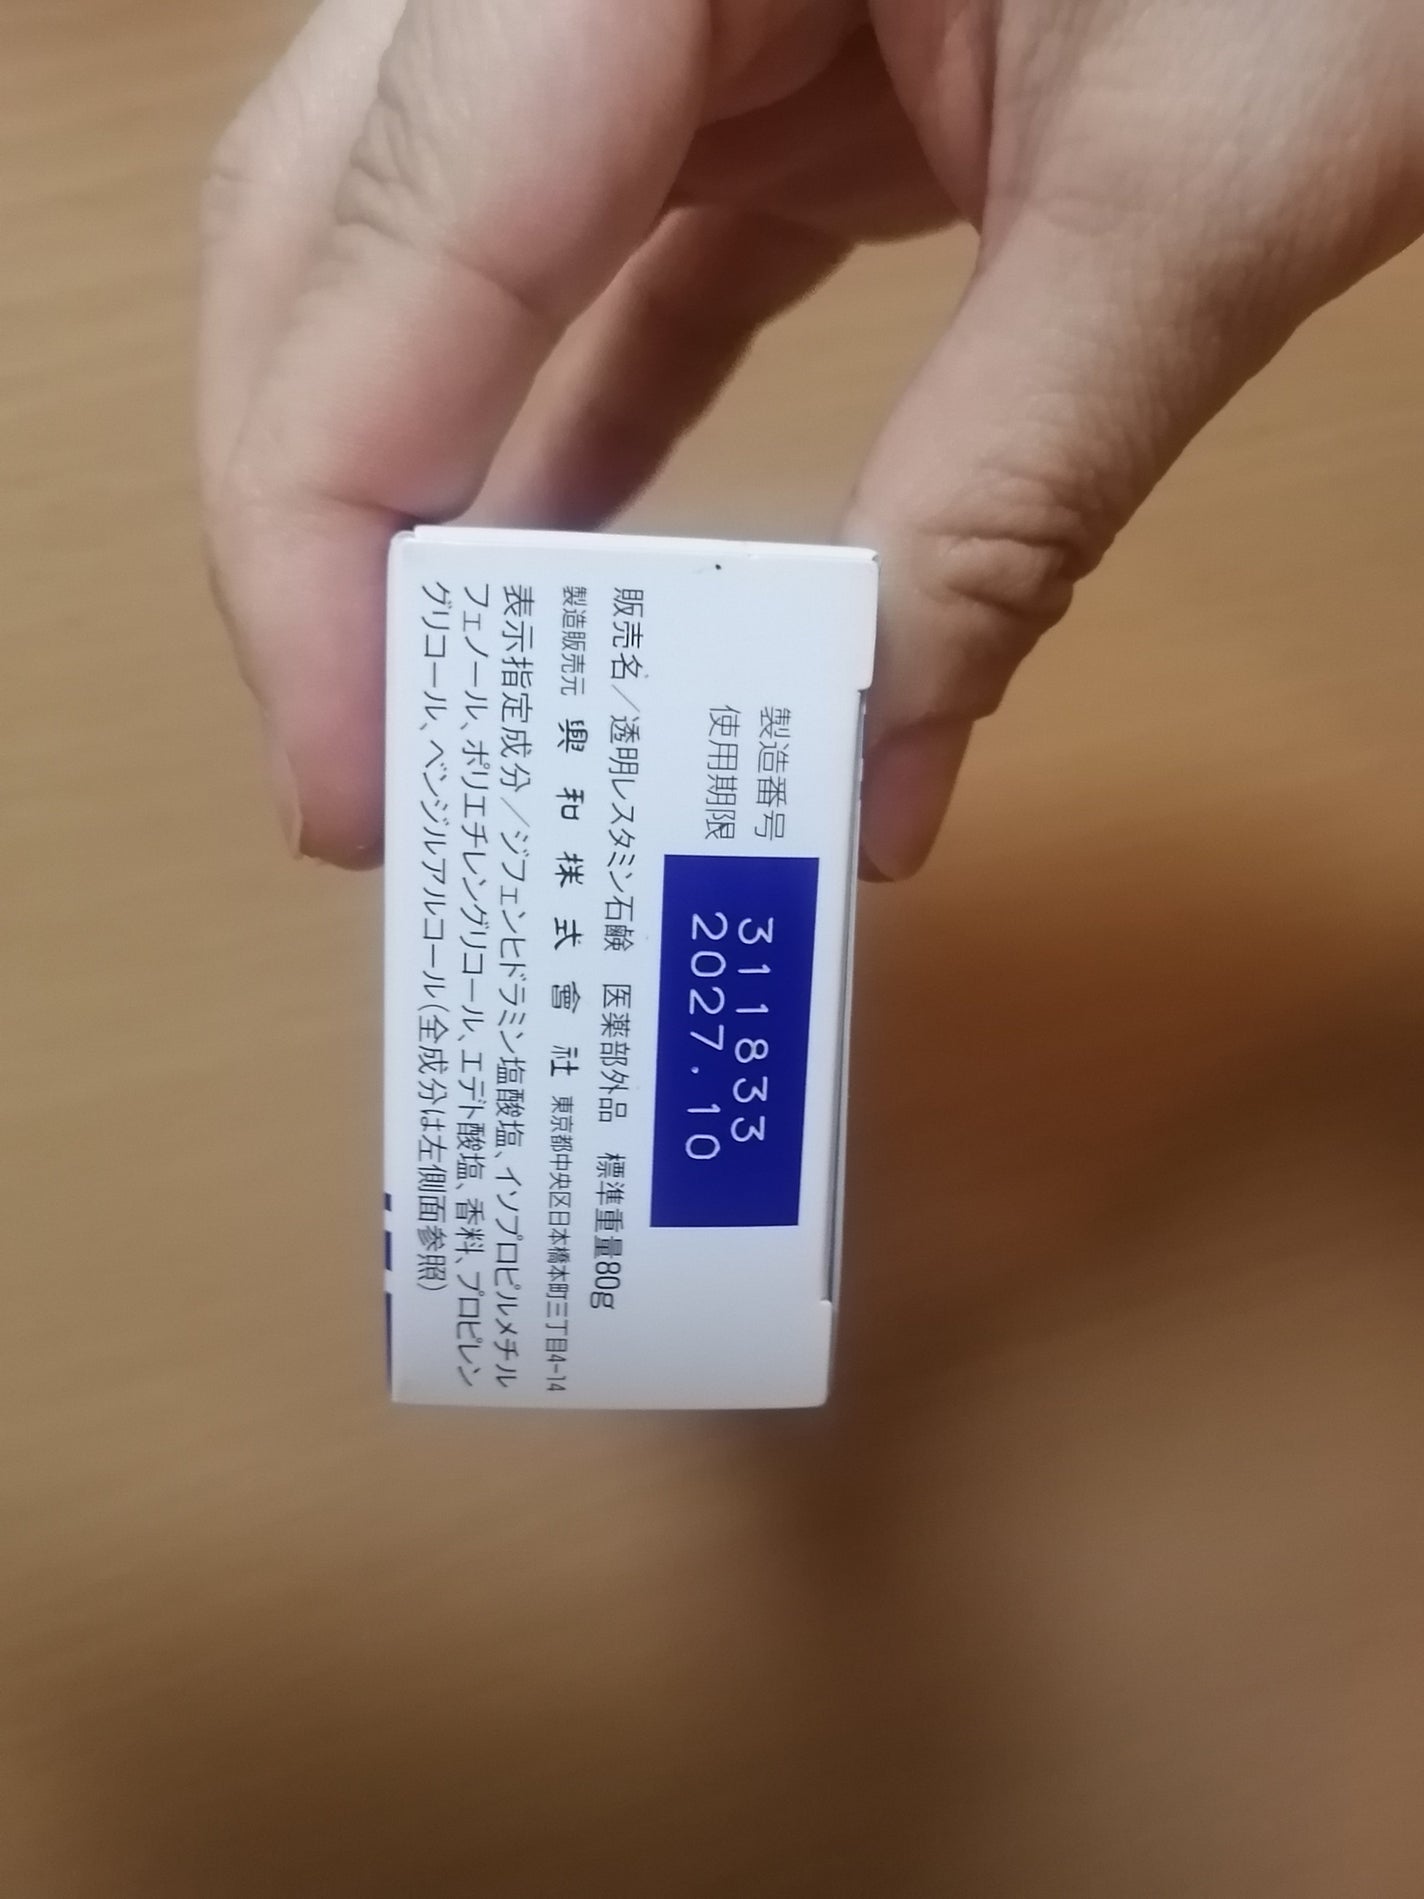 製造番号 311833
使用期限 2027.10
販売名／透明レスタミン石鹸 医薬部外品 標準重量80g
製造販売元 興和株式會社 東京都中央区日本橋本町三丁目4-14
表示指定成分／ジフェンヒドラミン塩酸塩、イソプロピルメチル
フェノール、ポリエチレングリコール、エデト酸塩、香料、プロピレン
グリコール、ベンジルアルコール（全成分は左側面参照）